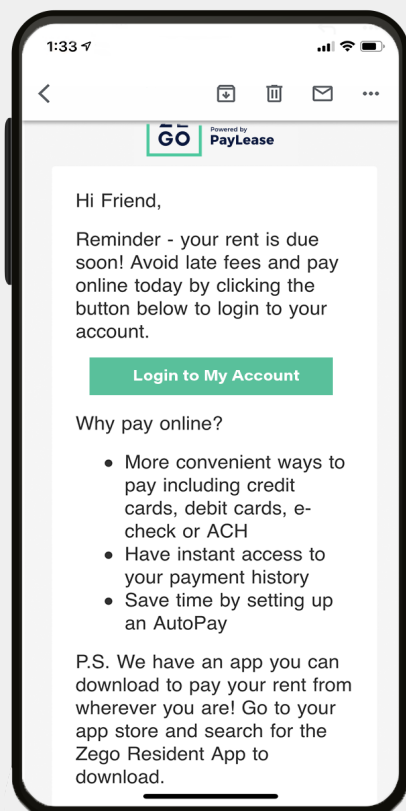 1:33
GO
Powered by
PayLease
Hi Friend,
Reminder - your rent is due
soon! Avoid late fees and pay
online today by clicking the
button below to login to your
account.
Login to My Account
Why pay online?
● More convenient ways to
pay including credit
cards, debit cards, e-
check or ACH
● Have instant access to
your payment history
● Save time by setting up
an AutoPay
P.S. We have an app you can
download to pay your rent from
wherever you are! Go to your
app store and search for the
Zego Resident App to
download.